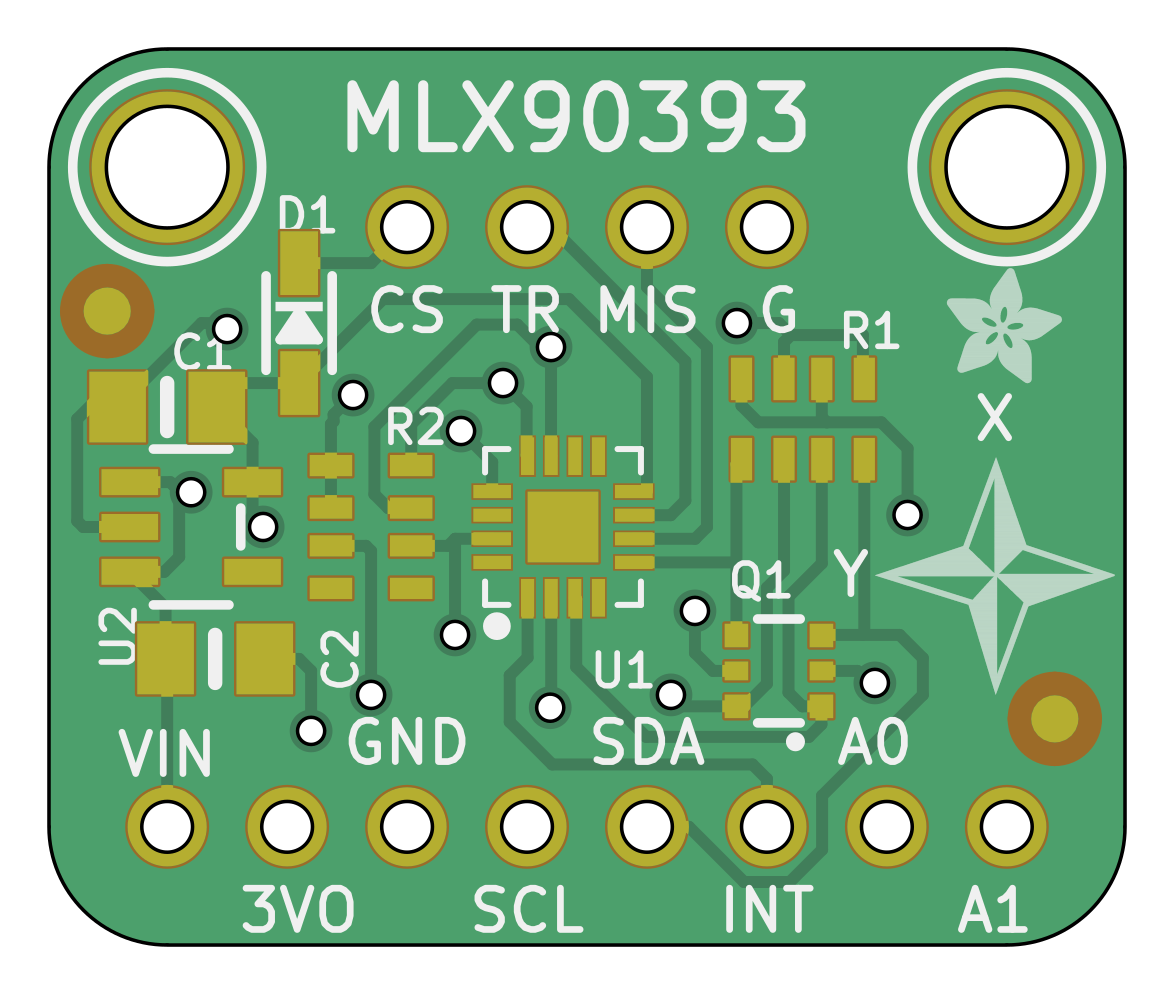 MLX90393
D1
CS TR MIS G
C1 R1
X
R2
Y
Q1
U2
C2
U1
VIN GND SDA A0
3VO SCL INT A1